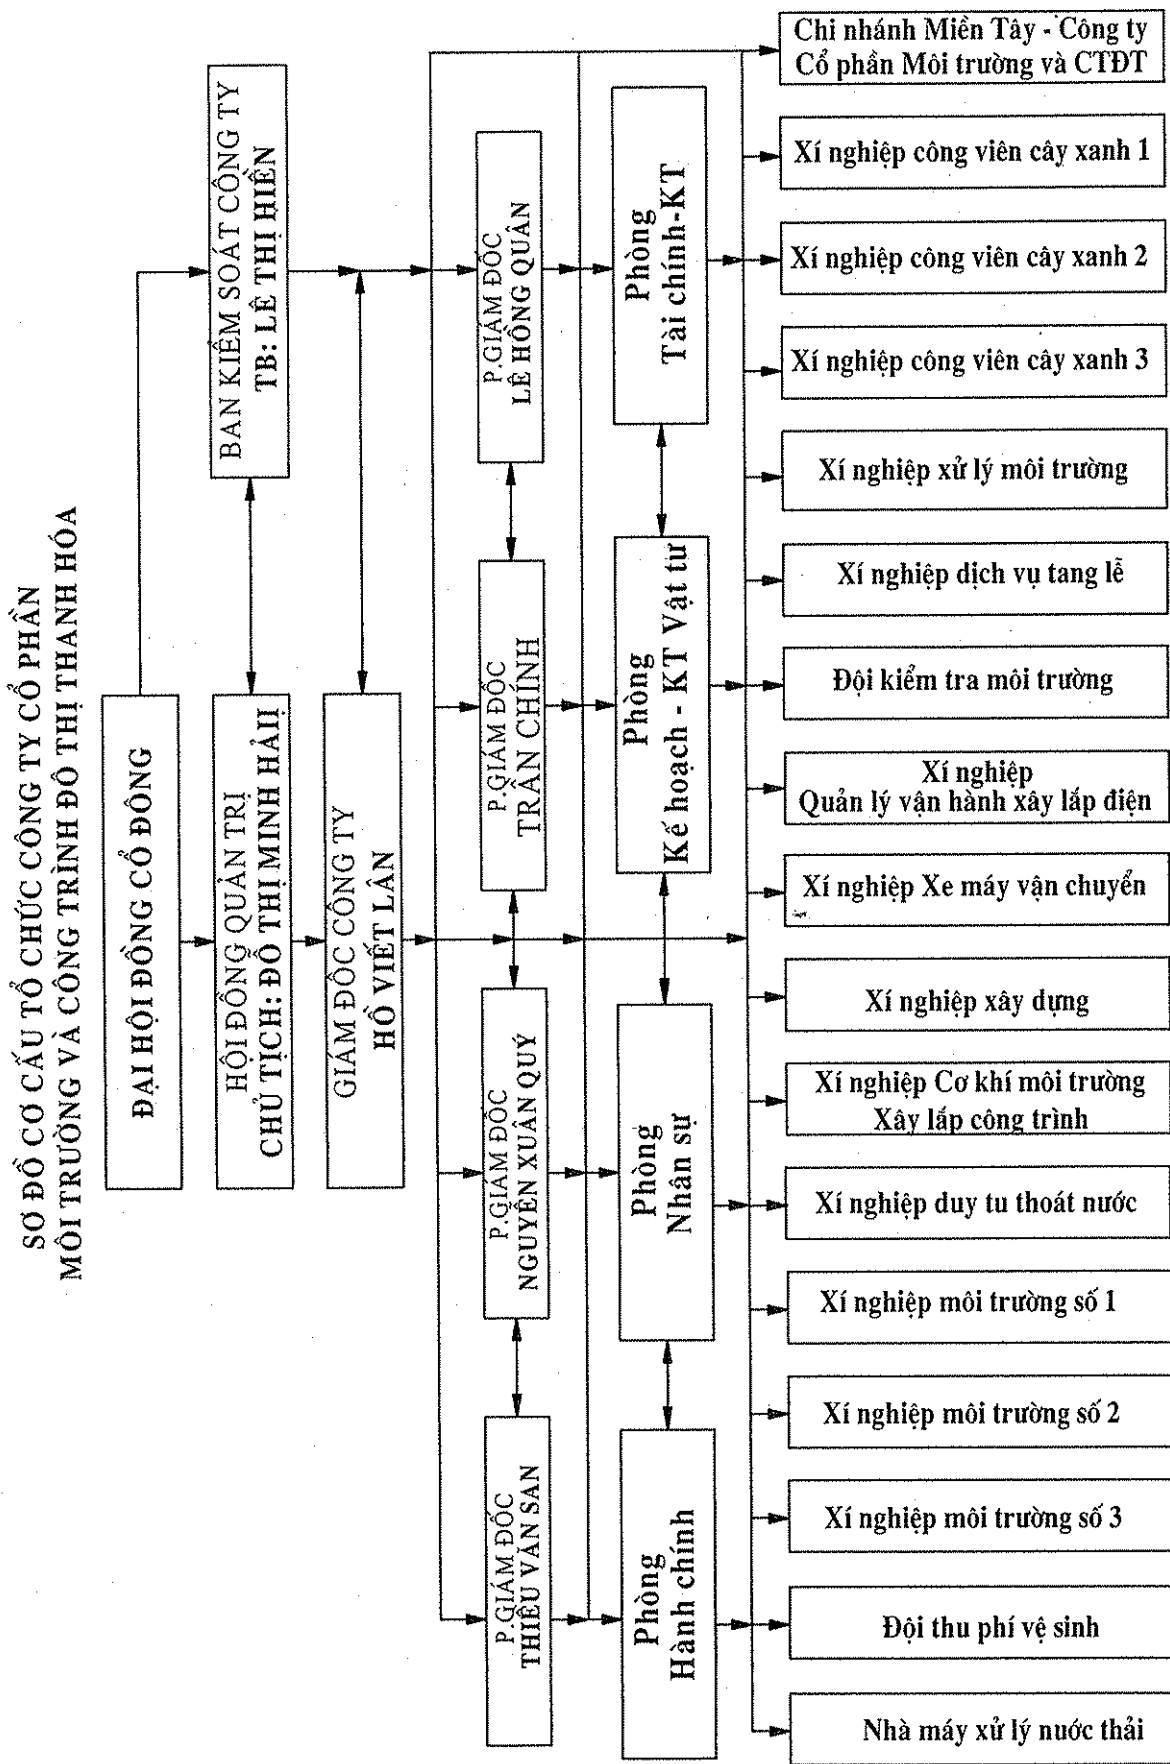 SƠ ĐỒ CƠ CẤU TỔ CHỨC CÔNG TY CỔ PHẦN
MÔI TRƯỜNG VÀ CÔNG TRÌNH ĐÔ THỊ THANH HÓA
ĐẠI HỘI ĐỒNG CỔ ĐÔNG
HỘI ĐỒNG QUẢN TRỊ
CHỦ TỊCH: ĐỖ THỊ MINH HẢI
BAN KIỂM SOÁT CÔNG TY
TB: LÊ THỊ HIỀN
GIÁM ĐỐC CÔNG TY
HỒ VIẾT LÂN
P.GIÁM ĐỐC
THIỀU VĂN SAN
P.GIÁM ĐỐC
NGUYỄN XUÂN QUÝ
P.GIÁM ĐỐC
TRẦN CHÍNH
P.GIÁM ĐỐC
LÊ HỒNG QUÂN
Phòng
Hành chính
Phòng
Nhân sự
Phòng
Kế hoạch - KT Vật tư
Phòng
Tài chính-KT
Chi nhánh Miền Tây - Công ty
Cổ phần Môi trường và CTĐT
Xí nghiệp công viên cây xanh 1
Xí nghiệp công viên cây xanh 2
Xí nghiệp công viên cây xanh 3
Xí nghiệp xử lý môi trường
Xí nghiệp dịch vụ tang lễ
Đội kiểm tra môi trường
Xí nghiệp
Quản lý vận hành xây lắp điện
Xí nghiệp Xe máy vận chuyển
Xí nghiệp xây dựng
Xí nghiệp Cơ khí môi trường
Xây lắp công trình
Xí nghiệp duy tu thoát nước
Xí nghiệp môi trường số 1
Xí nghiệp môi trường số 2
Xí nghiệp môi trường số 3
Đội thu phí vệ sinh
Nhà máy xử lý nước thải